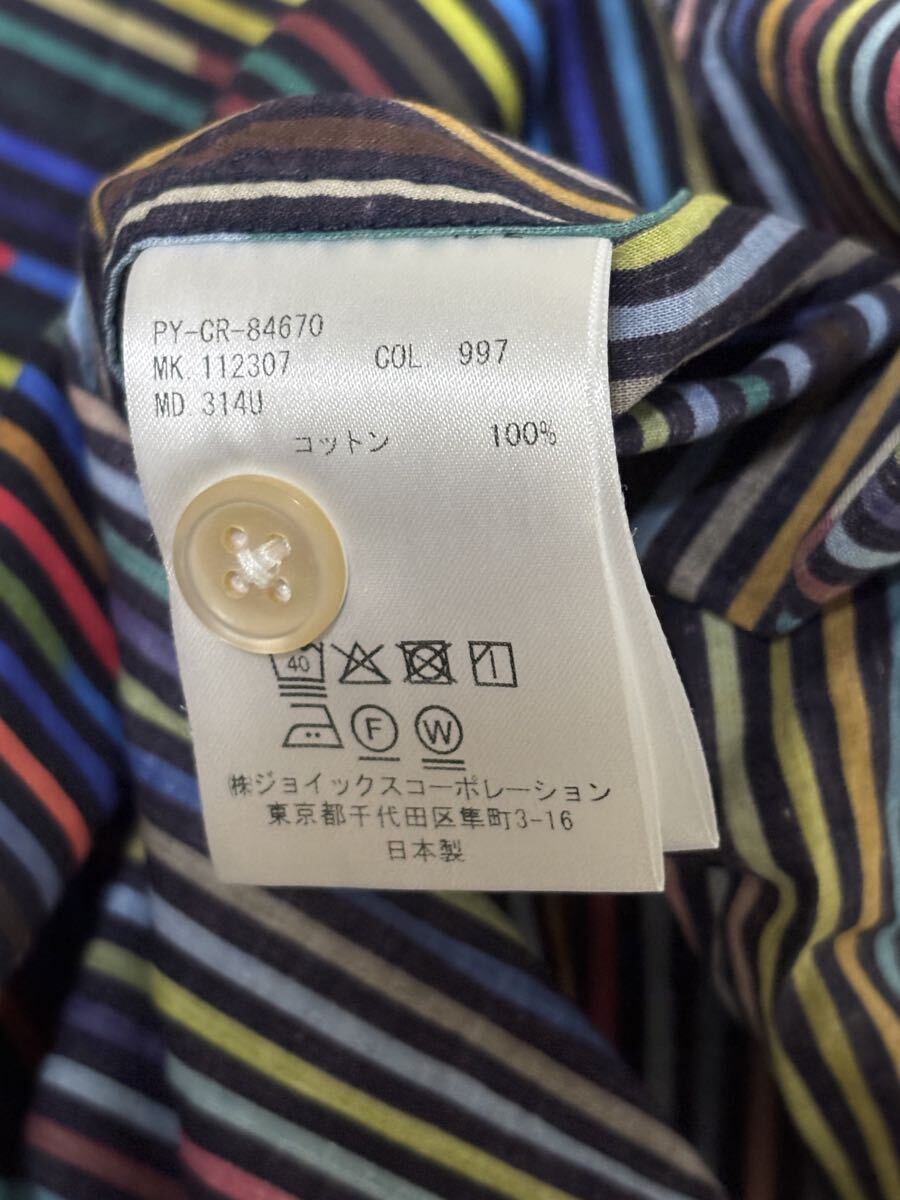 PY-CR-84670
MK. 112307 COL. 997
MD 314U
コットン 100%
40
F W
㈱ジョイックスコーポレーション
東京都千代田区隼町3-16
日本製